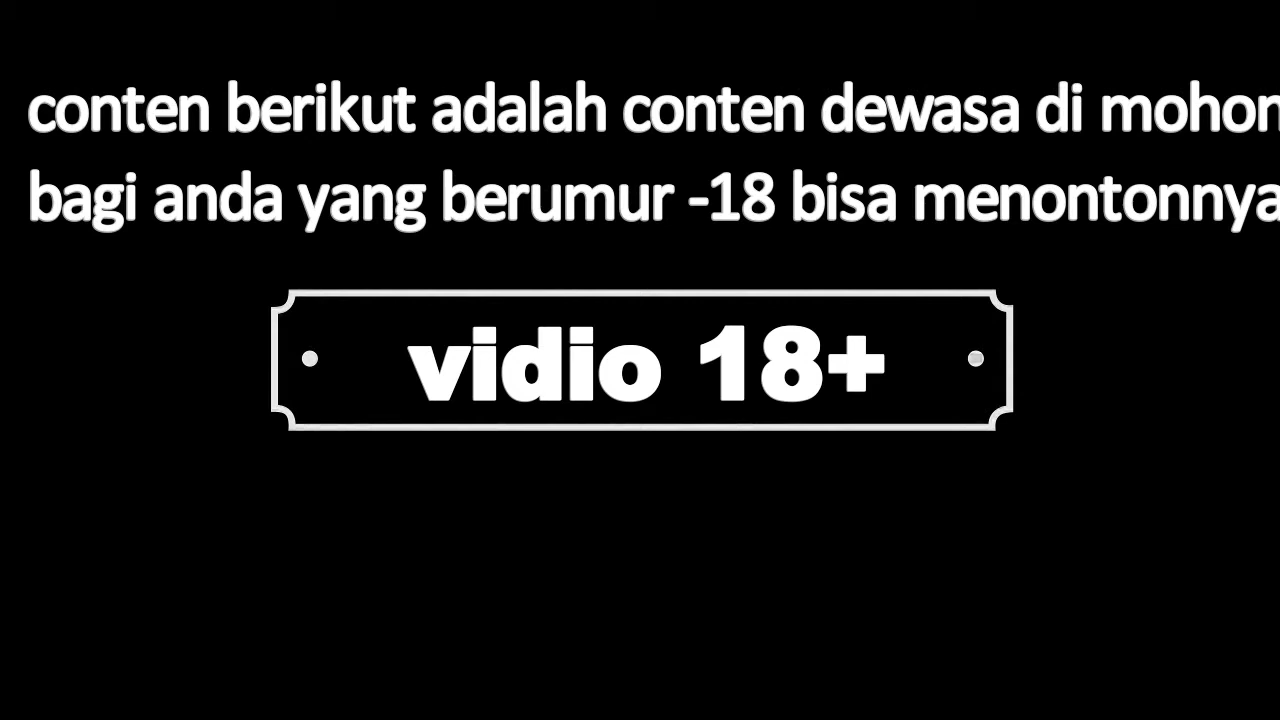 conten berikut adalah conten dewasa di mohon
bagi anda yang berumur -18 bisa menontonnya
vidio 18+